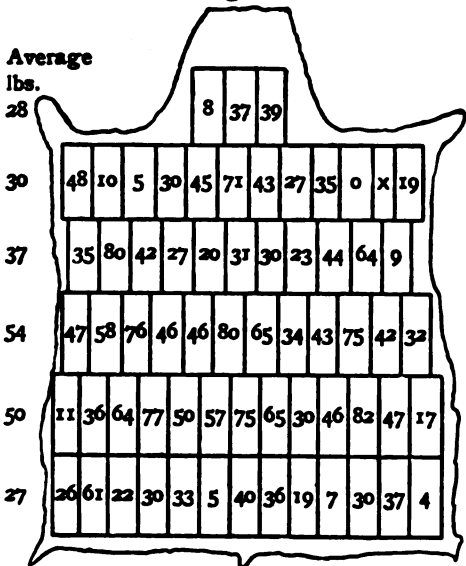 Average
lbs.
28 8 37 39
30 48 10 5 30 45 71 43 27 35 0 x 19
37 35 80 42 27 20 31 30 23 44 64 9
54 47 58 76 46 46 80 65 34 43 75 42 32
50 11 36 64 77 50 57 75 65 30 46 82 47 17
27 26 61 22 30 33 5 40 36 19 7 30 37 4